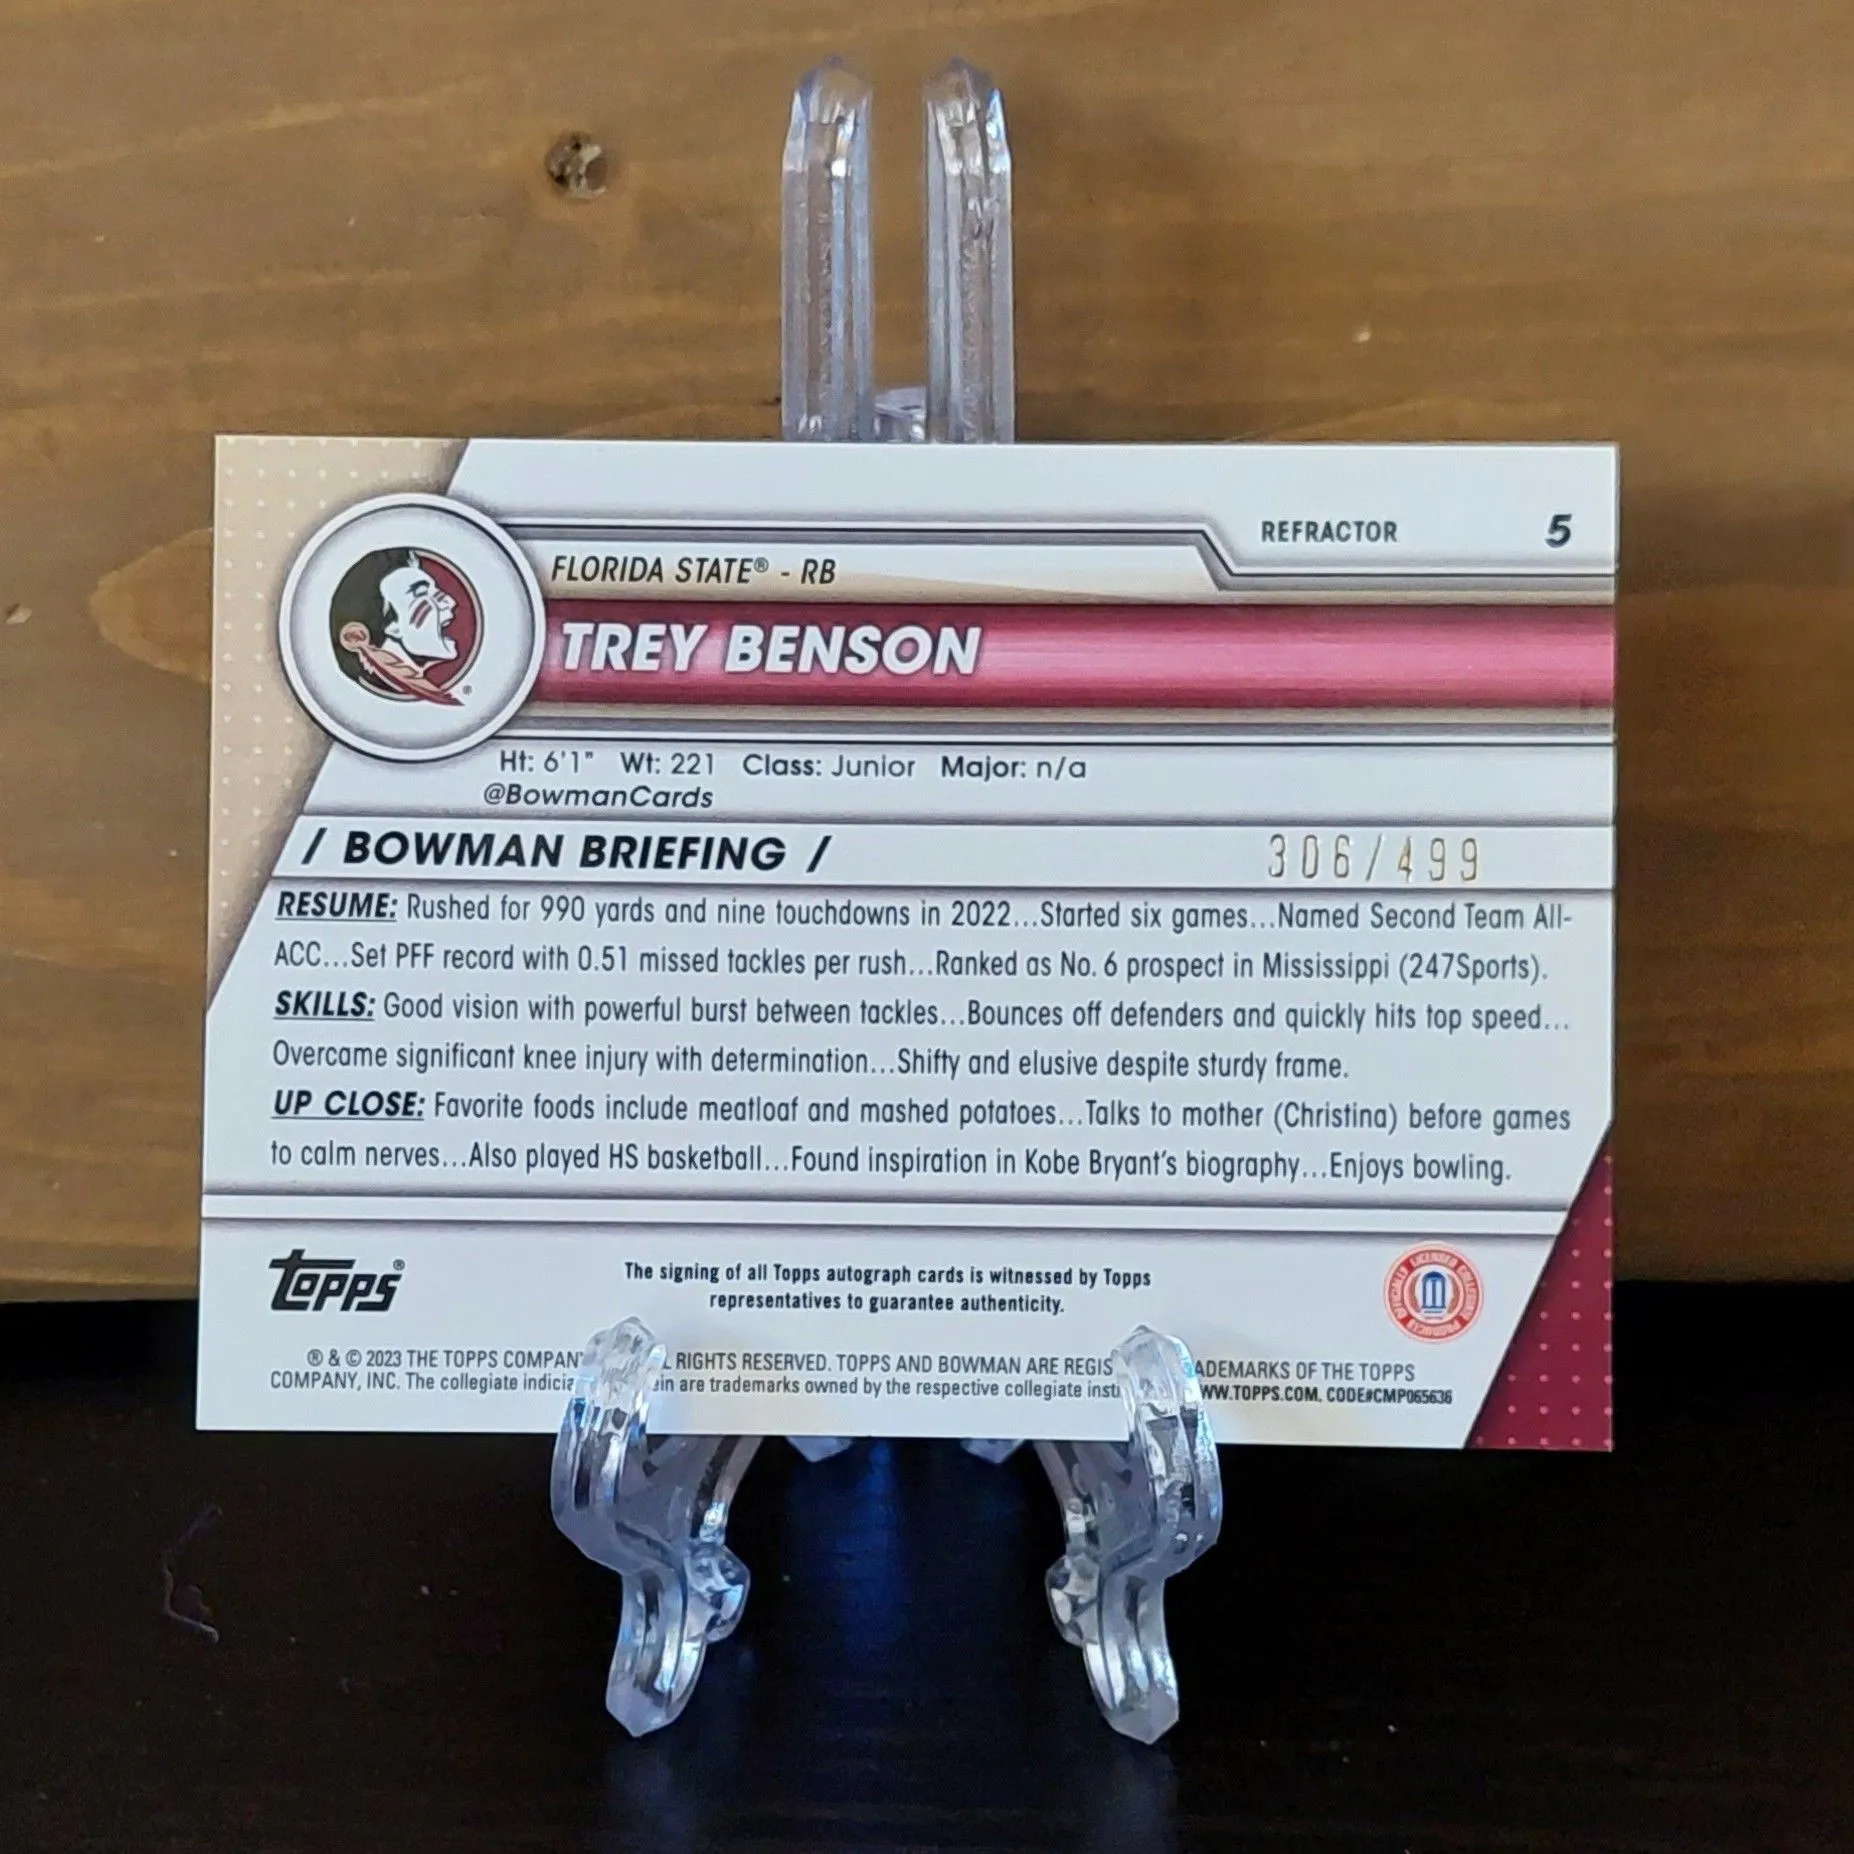 REFRACTOR 5
FLORIDA STATE® - RB
TREY BENSON
Ht: 6'1" Wt: 221 Class: Junior Major: n/a
@BowmanCards
/ BOWMAN BRIEFING /
306/499
RESUME: Rushed for 990 yards and nine touchdowns in 2022...Started six games...Named Second Team All-
ACC...Set PFF record with 0.51 missed tackles per rush...Ranked as No. 6 prospect in Mississippi (247Sports).
SKILLS: Good vision with powerful burst between tackles...Bounces off defenders and quickly hits top speed...
Overcame significant knee injury with determination...Shifty and elusive despite sturdy frame.
UP CLOSE: Favorite foods include meatloaf and mashed potatoes...Talks to mother (Christina) before games
to calm nerves...Also played HS basketball...Found inspiration in Kobe Bryant's biography...Enjoys bowling.
Topps®
The signing of all Topps autograph cards is witnessed by Topps
representatives to guarantee authenticity.
OFFICIALLY LICENSED COLLEGIATE PRODUCTS
® & © 2023 THE TOPPS COMPAN L RIGHTS RESERVED. TOPPS AND BOWMAN ARE REGIS ADEMARKS OF THE TOPPS
COMPANY, INC. The collegiate indicia ein are trademarks owned by the respective collegiate insti WW.TOPPS.COM. CODE#CMP065636